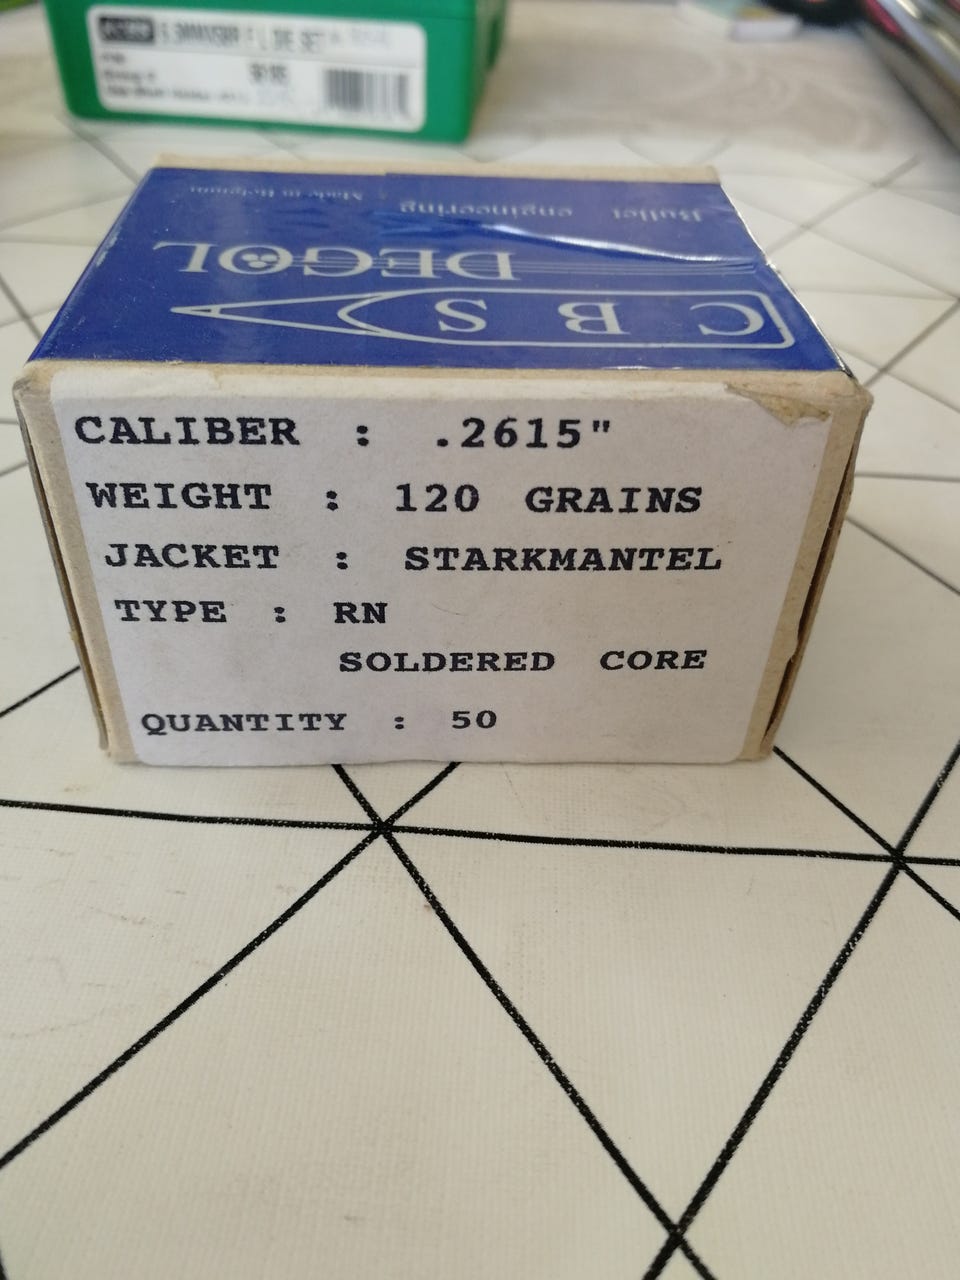 DIE SET
Bullet engineering - Made in Belgium
DEGOL
C B S
CALIBER : .2615"
WEIGHT : 120 GRAINS
JACKET : STARKMANTEL
TYPE : RN
SOLDERED CORE
QUANTITY : 50